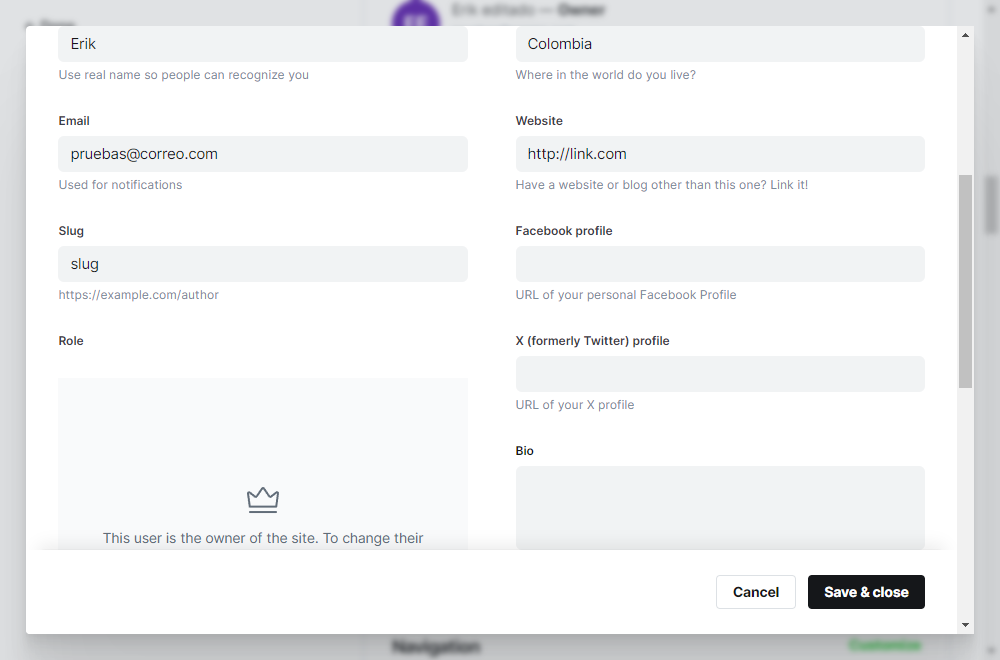 Erik editado — Owner
Erik
Use real name so people can recognize you
Colombia
Where in the world do you live?
Email
pruebas@correo.com
Used for notifications
Website
http://link.com
Have a website or blog other than this one? Link it!
Slug
slug
https://example.com/author
Facebook profile
URL of your personal Facebook Profile
Role
X (formerly Twitter) profile
URL of your X profile
Bio
This user is the owner of the site. To change their
Cancel
Save & close
Navigation
Customize